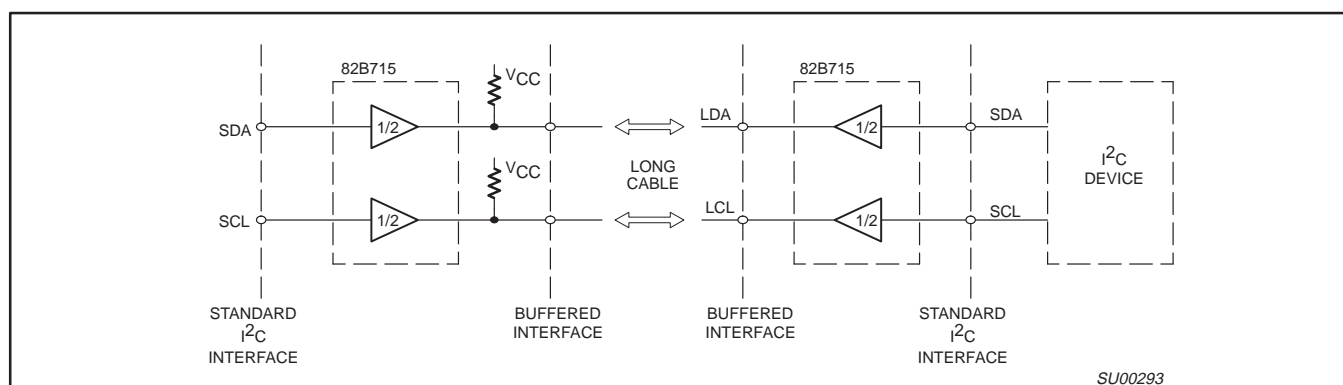 82B715
VCC
SDA
1/2
VCC
SCL
1/2
STANDARD
I2C
INTERFACE
BUFFERED
INTERFACE
LONG
CABLE
82B715
LDA
1/2
SDA
LCL
1/2
SCL
I2C
DEVICE
BUFFERED
INTERFACE
STANDARD
I2C
INTERFACE
SU00293